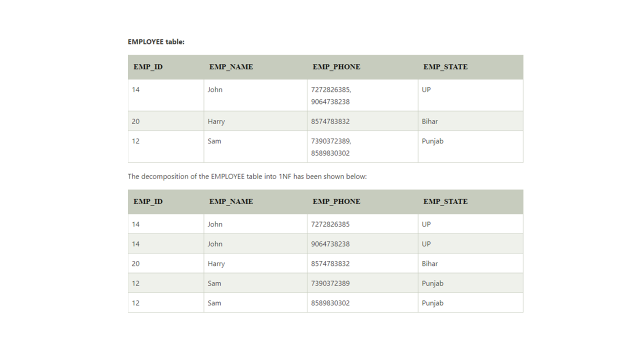 EMPLOYEE table:
EMP_ID EMP_NAME EMP_PHONE EMP_STATE
14 John 7272826385, UP
9064738238
20 Harry 8574783832 Bihar
12 Sam 7390372389, Punjab
8589830302
The decomposition of the EMPLOYEE table into 1NF has been shown below:
EMP_ID EMP_NAME EMP_PHONE EMP_STATE
14 John 7272826385 UP
14 John 9064738238 UP
20 Harry 8574783832 Bihar
12 Sam 7390372389 Punjab
12 Sam 8589830302 Punjab